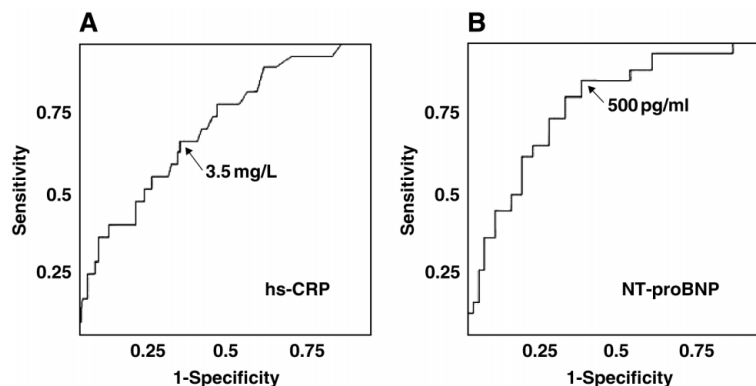 A
Sensitivity
0.75
0.5
0.25
3.5 mg/L
hs-CRP
0.25 0.5 0.75
1-Specificity
B
Sensitivity
0.75
0.5
0.25
500 pg/ml
NT-proBNP
0.25 0.5 0.75
1-Specificity